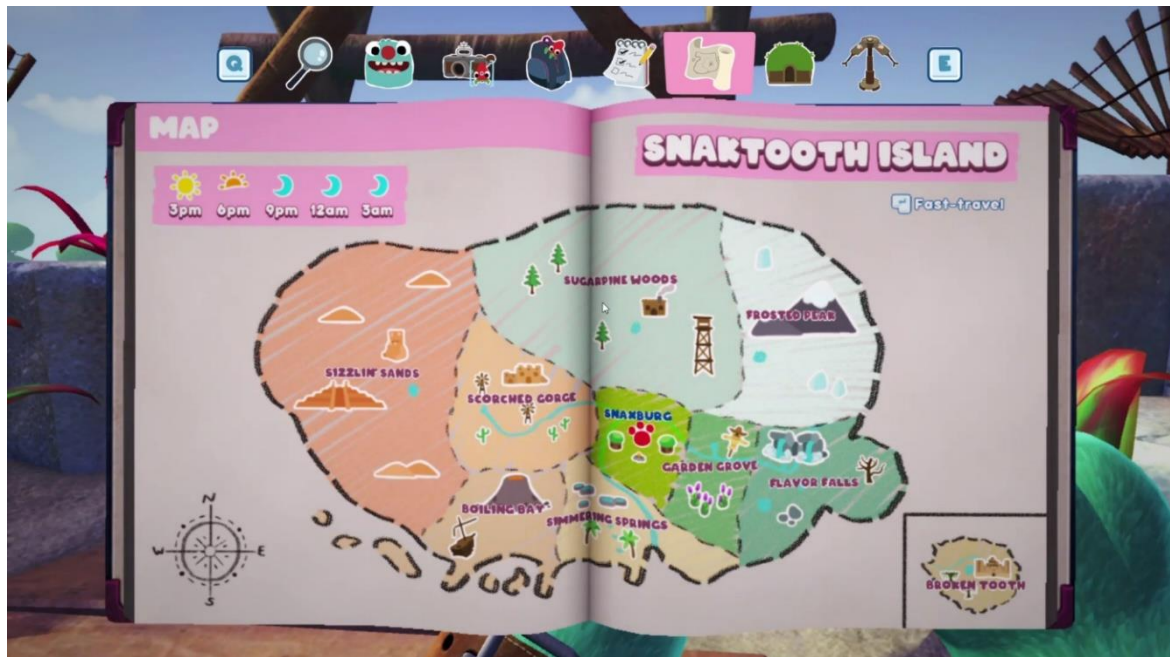 Q
E
MAP
SNAKTOOTH ISLAND
3pm 6pm 9pm 12am 3am
Fast-travel
SUGARPINE WOODS
FROSTED PEAK
SIZZLIN' SANDS
SCORCHED GORGE
SNAXBURG
GARDEN GROVE
FLAVOR FALLS
BOILING BAY
SIMMERING SPRINGS
N
W E
S
BROKEN TOOTH